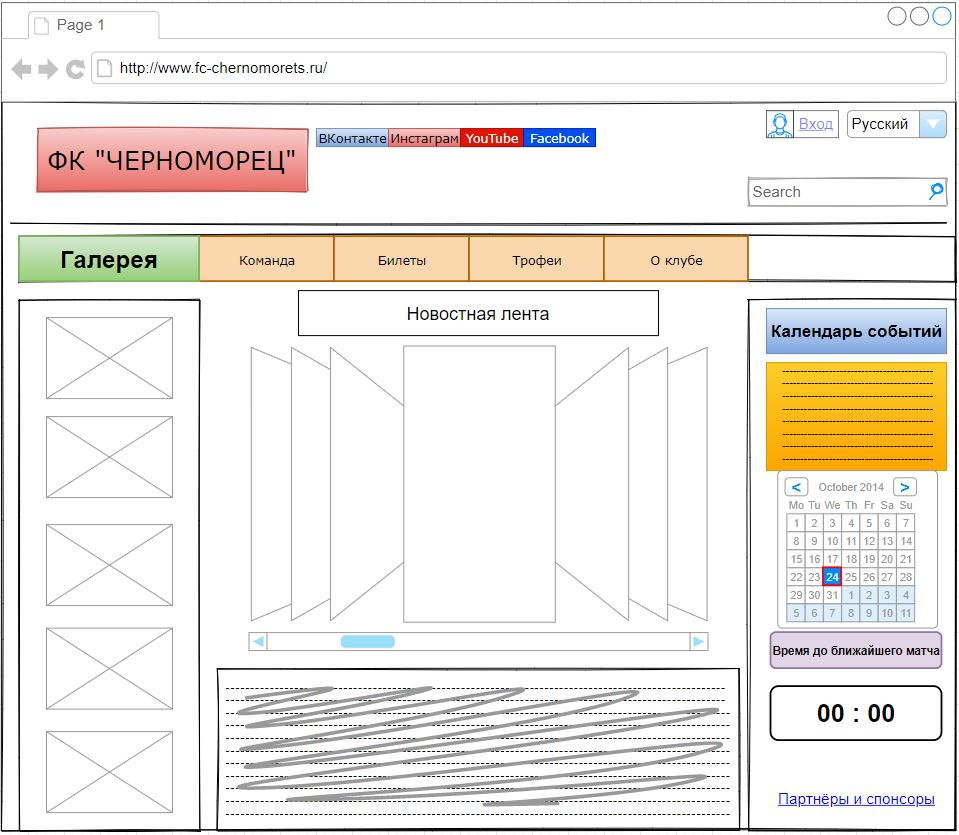 Page 1
http://www.fc-chernomorets.ru/
ФК "ЧЕРНОМОРЕЦ"
ВКонтакте Инстаграм YouTube Facebook
Вход
Русский
Search
Галерея
Команда
Билеты
Трофеи
О клубе
Новостная лента
Календарь событий
< October 2014 >
Mo Tu We Th Fr Sa Su
1 2 3 4 5 6 7
8 9 10 11 12 13 14
15 16 17 18 19 20 21
22 23 24 25 26 27 28
29 30 31 1 2 3 4
5 6 7 8 9 10 11
Время до ближайшего матча
00 : 00
Партнёры и спонсоры